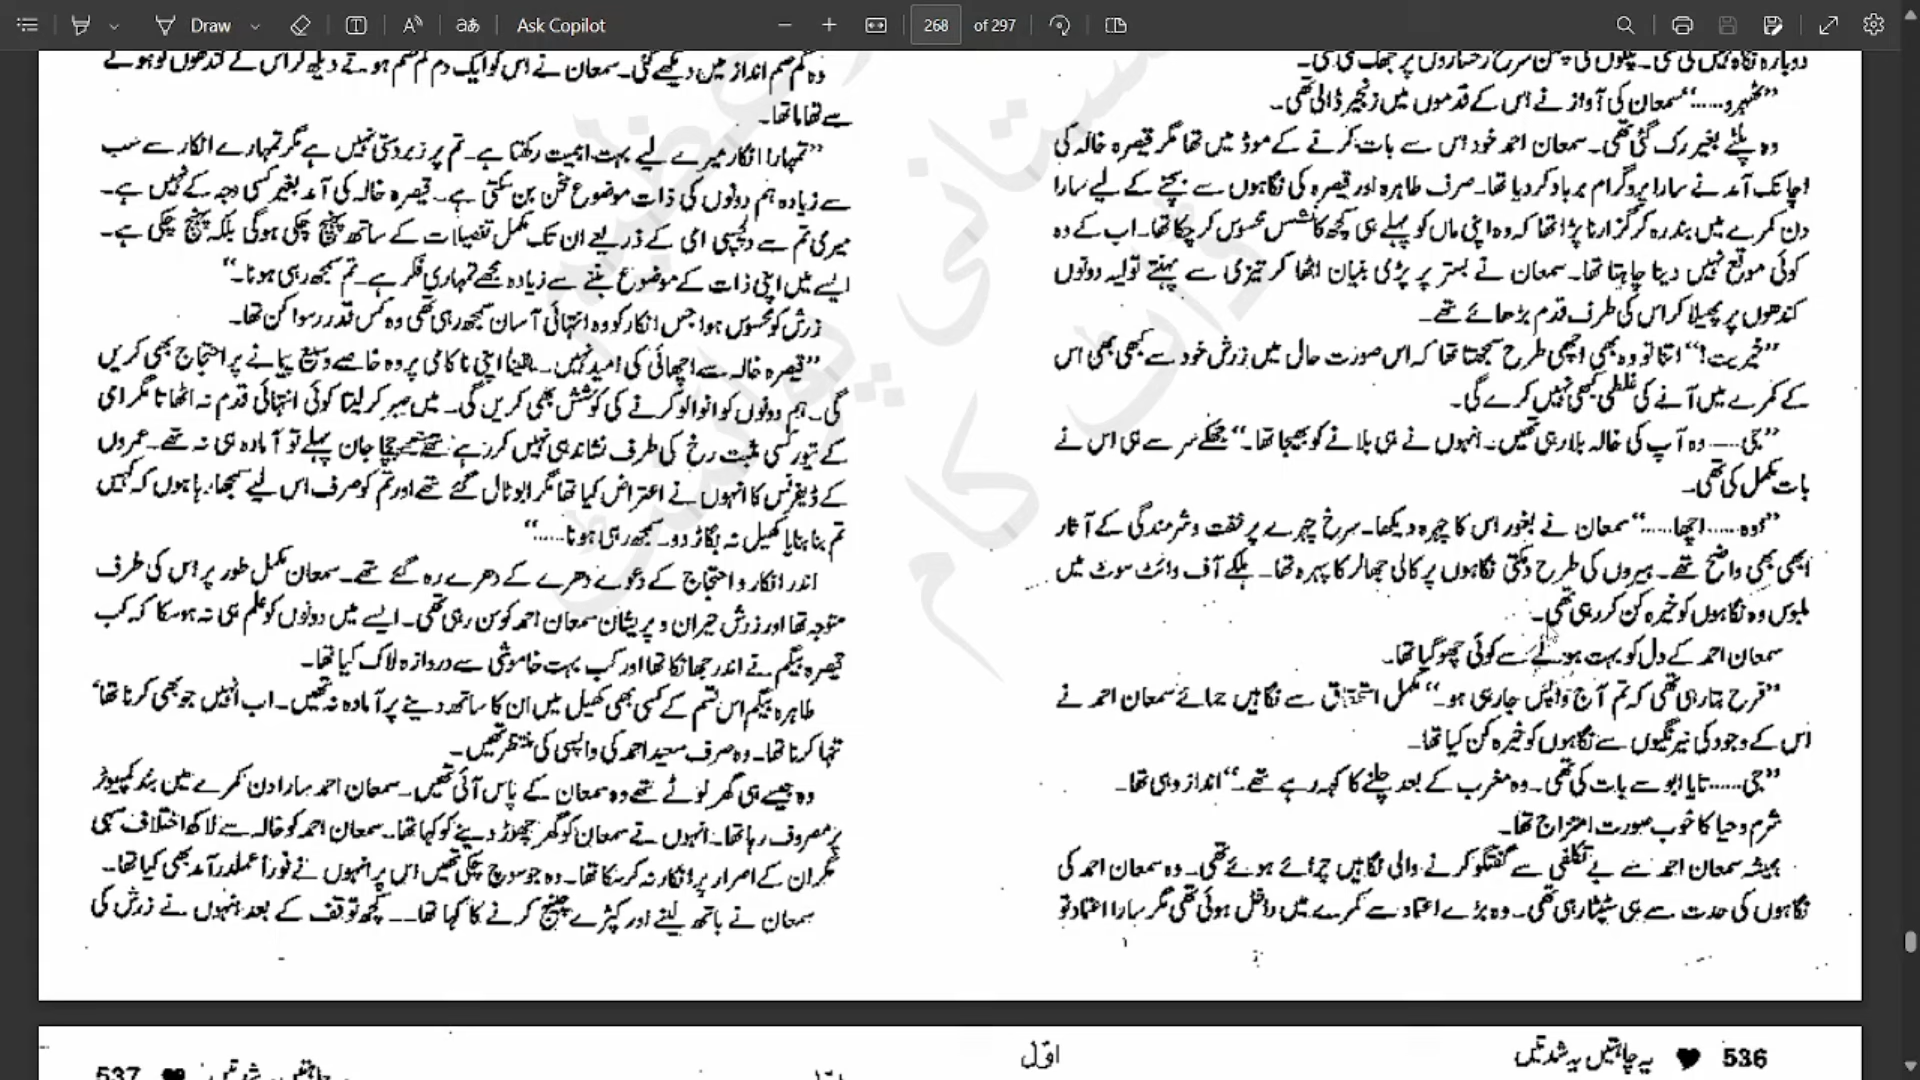 Draw
Ask Copilot
268 of 297
دوبارہ نگاہ نہیں کی تھی۔ پلکوں کی چلمن سرخ رخساروں پر جھک گئی تھی۔
”ٹھہرو......“ سمعان کی آواز نے اس کے قدموں میں زنجیر ڈالی تھی۔
وہ پلٹے بغیر رک گئی تھی۔ سمعان احمد خود اس سے بات کرنے کے موڈ میں تھا مگر قیصرہ خالہ کی
اچانک آمد نے سارا پروگرام برباد کر دیا تھا۔ صرف طاہرہ اور قیصرہ کی نگاہوں سے بچنے کے لیے سارا
دن کمرے میں بند رہ کر گزارنا پڑا تھا کہ وہ اپنی ماں کو پہلے ہی کچھ کانشس محسوس کر چکا تھا۔ اب کے وہ
کوئی موقع نہیں دینا چاہتا تھا۔ سمعان نے بستر پر پڑی بنیان اٹھا کر تیزی سے پہنتے تولیہ دونوں
کندھوں پر پھیلا کر اس کی طرف قدم بڑھائے تھے۔
”خیریت!“ اتنا تو وہ بھی اچھی طرح سمجھتا تھا کہ اس صورت حال میں زرش خود سے کبھی بھی اس
کے کمرے میں آنے کی غلطی کبھی نہیں کرے گی۔
”جی...... وہ آپ کی خالہ بلا رہی تھیں۔ انہوں نے ہی بلانے کو بھیجا تھا۔“ جھکے سر سے ہی اس نے
بات مکمل کی تھی۔
”اوہ...... اچھا......“ سمعان نے بغور اس کا چہرہ دیکھا۔ سرخ چہرے پر خفت و شرمندگی کے آثار
ابھی بھی واضح تھے۔ ہیروں کی طرح دمکتی نگاہوں پر کالی جھالر کا پہرہ تھا۔ ہلکے آف وائٹ سوٹ میں
ملبوس وہ نگاہوں کو خیرہ کن کر رہی تھی۔
سمعان احمد کے دل کو بہت ہولے سے کوئی چھو گیا تھا۔
”فرح بتا رہی تھی کہ تم آج واپس جا رہی ہو۔“ مکمل استحقاق سے نگاہیں جمائے سمعان احمد نے
اس کے وجود کی نیرنگیوں سے نگاہوں کو خیرہ کن کیا تھا۔
”جی...... تایا ابو سے بات کی تھی۔ وہ مغرب کے بعد چلنے کا کہہ رہے تھے۔“ انداز وہی تھا۔
شرم و حیا کا خوب صورت امتزاج تھا۔
ہمیشہ سمعان احمد سے بے تکلفی سے گفتگو کرنے والی نگاہیں چرائے ہوئے تھی۔ وہ سمعان احمد کی
نگاہوں کی حدت سے ہی سٹپٹا رہی تھی۔ وہ بڑے اعتماد سے کمرے میں داخل ہوئی تھی مگر سارا اعتماد تو
وہ گم صم انداز میں دیکھے گئی۔ سمعان نے اس کو ایک دم گم صم ہوتے دیکھ کر اس کے کندھوں کو ہولے
سے تھاما تھا۔
”تمہارا انکار میرے لیے بہت اہمیت رکھتا ہے۔ تم پر زبردستی نہیں ہے مگر تمہارے انکار سے سب
سے زیادہ ہم دونوں کی ذات موضوع سخن بن سکتی ہے۔ قیصرہ خالہ کی آمد بغیر کسی وجہ کے نہیں ہے۔
میری تم سے دلچسپی امی کے ذریعے ان تک مکمل تفصیلات کے ساتھ پہنچ چکی ہوگی بلکہ پہنچ چکی ہے۔
ایسے میں اپنی ذات کے موضوع بننے سے زیادہ مجھے تمہاری فکر ہے۔ تم سمجھ رہی ہو نا۔“
زرش کو محسوس ہوا جس انکار کو وہ انتہائی آسان سمجھ رہی تھی وہ کس قدر رسوا کن تھا۔
”قیصرہ خالہ سے اچھائی کی امید نہیں۔ یقیناً اپنی ناکامی پر وہ خاصے وسیع پیمانے پر احتجاج بھی کریں
گی۔ ہم دونوں کو انوالو کرنے کی کوشش بھی کریں گی۔ میں صبر کر لیتا کوئی انتہائی قدم نہ اٹھاتا مگر امی
کے تیور کسی مثبت رخ کی طرف نشاندہی نہیں کر رہے تھے چچا جان پہلے تو آمادہ ہی نہ تھے۔ عمروں
کے ڈیفرنس کا انہوں نے اعتراض کیا تھا مگر ابو ٹال گئے تھے اور تم کو صرف اس لیے سمجھا رہا ہوں کہ کہیں
تم بنا بنایا کھیل نہ بگاڑ دو۔ سمجھ رہی ہو نا......“
اندر انکار و احتجاج کے دعوے دھرے کے دھرے رہ گئے تھے۔ سمعان مکمل طور پر اس کی طرف
متوجہ تھا اور زرش حیران و پریشان سمعان احمد کو سن رہی تھی۔ ایسے میں دونوں کو علم ہی نہ ہو سکا کہ کب
قیصرہ بیگم نے اندر جھانکا تھا اور کب بہت خاموشی سے دروازہ لاک کیا تھا۔
طاہرہ بیگم اس قسم کے کسی بھی کھیل میں ان کا ساتھ دینے پر آمادہ نہ تھیں۔ اب انہیں جو بھی کرنا تھا
تنہا کرنا تھا۔ وہ صرف سعید احمد کی واپسی کی منتظر تھیں۔
وہ جیسے ہی گھر لوٹے تھے وہ سمعان کے پاس آئی تھیں۔ سمعان احمد سارا دن کمرے میں بند کمپیوٹر
پر مصروف رہا تھا۔ انہوں نے سمعان کو گھر چھوڑ دینے کو کہا تھا۔ سمعان احمد کو خالہ سے لاکھ اختلاف سہی
مگر ان کے اصرار پر انکار نہ کر سکا تھا۔ وہ جو سوچ چکی تھیں اس پر انہوں نے فوراً عملدرآمد بھی کیا تھا۔
سمعان نے باتھ لینے اور کپڑے چینج کرنے کا کہا تھا۔۔ کچھ توقف کے بعد انہوں نے زرش کی
536 یہ چاہتیں یہ شدتیں
اوّل
537 یہ چاہتیں یہ شدتیں